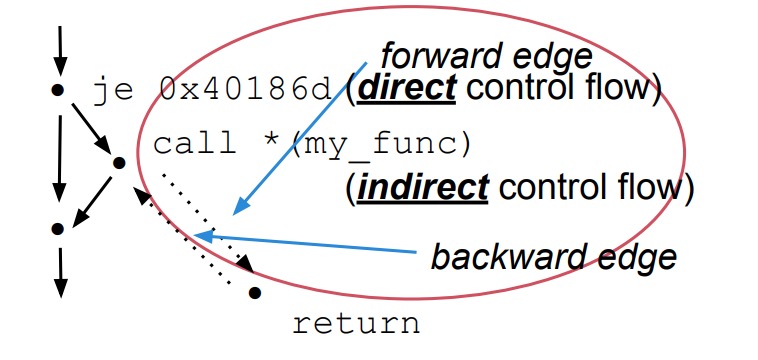 forward edge
je 0x40186d (direct control flow)
call *(my_func)
(indirect control flow)
backward edge
return